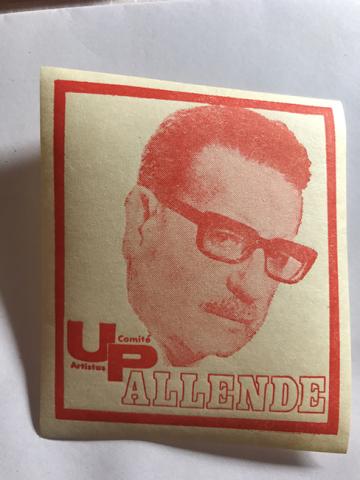 UP
Comité
Artistas
ALLENDE